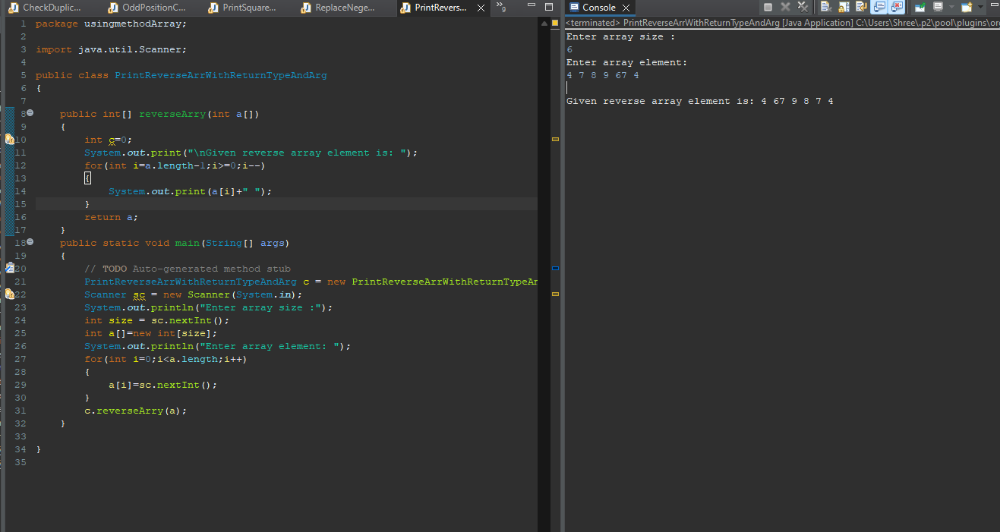 CheckDuplic...
OddPositionC...
PrintSquare...
ReplaceNege...
PrintRevers...
9
1 package usingmethodArray;
2
3 import java.util.Scanner;
4
5 public class PrintReverseArrWithReturnTypeAndArg
6 {
7
8 public int[] reverseArry(int a[])
9 {
10 int c=0;
11 System.out.print("\nGiven reverse array element is: ");
12 for(int i=a.length-1;i>=0;i--)
13 {
14 System.out.print(a[i]+" ");
15 }
16 return a;
17 }
18 public static void main(String[] args)
19 {
20 // TODO Auto-generated method stub
21 PrintReverseArrWithReturnTypeAndArg c = new PrintReverseArrWithReturnTypeAn
22 Scanner sc = new Scanner(System.in);
23 System.out.println("Enter array size :");
24 int size = sc.nextInt();
25 int a[]=new int[size];
26 System.out.println("Enter array element: ");
27 for(int i=0;i<a.length;i++)
28 {
29 a[i]=sc.nextInt();
30 }
31 c.reverseArry(a);
32 }
33
34 }
35
Console
<terminated> PrintReverseArrWithReturnTypeAndArg [Java Application] C:\Users\Shree\.p2\pool\plugins\or
Enter array size :
6
Enter array element:
4 7 8 9 67 4
Given reverse array element is: 4 67 9 8 7 4